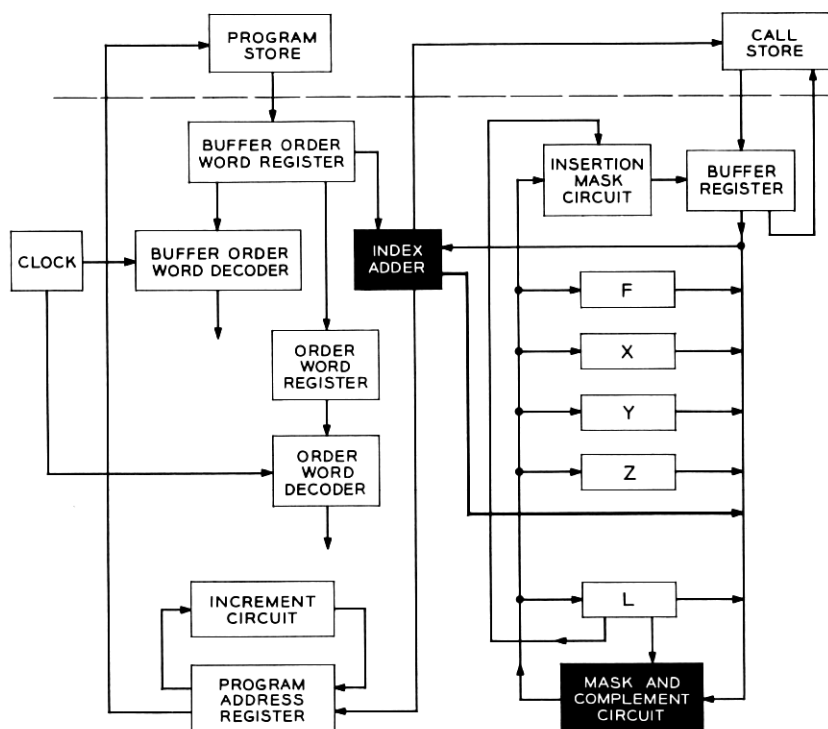 PROGRAM
STORE
CALL
STORE
BUFFER ORDER
WORD REGISTER
INSERTION
MASK
CIRCUIT
BUFFER
REGISTER
CLOCK
BUFFER ORDER
WORD DECODER
INDEX
ADDER
F
ORDER
WORD
REGISTER
X
Y
ORDER
WORD
DECODER
Z
INCREMENT
CIRCUIT
L
PROGRAM
ADDRESS
REGISTER
MASK AND
COMPLEMENT
CIRCUIT